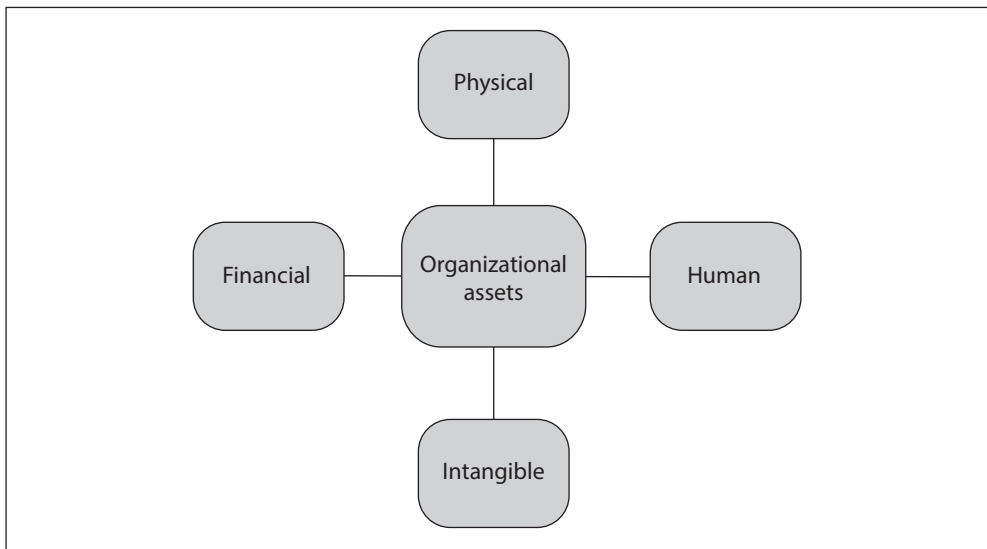 Physical
Financial
Organizational
assets
Human
Intangible